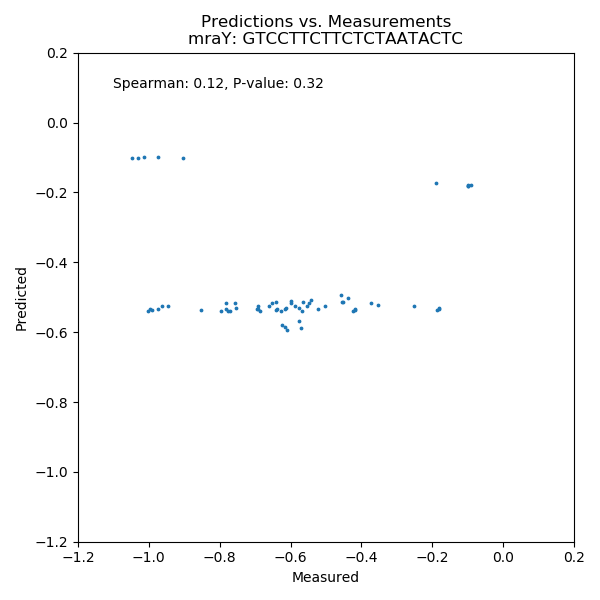 Predictions vs. Measurements
mraY: GTCCTTCTTCTCTAATACTC
0.2
Spearman: 0.12, P-value: 0.32
0.0
−0.2
−0.4
Predicted
−0.6
−0.8
−1.0
−1.2
−1.2 −1.0 −0.8 −0.6 −0.4 −0.2 0.0 0.2
Measured